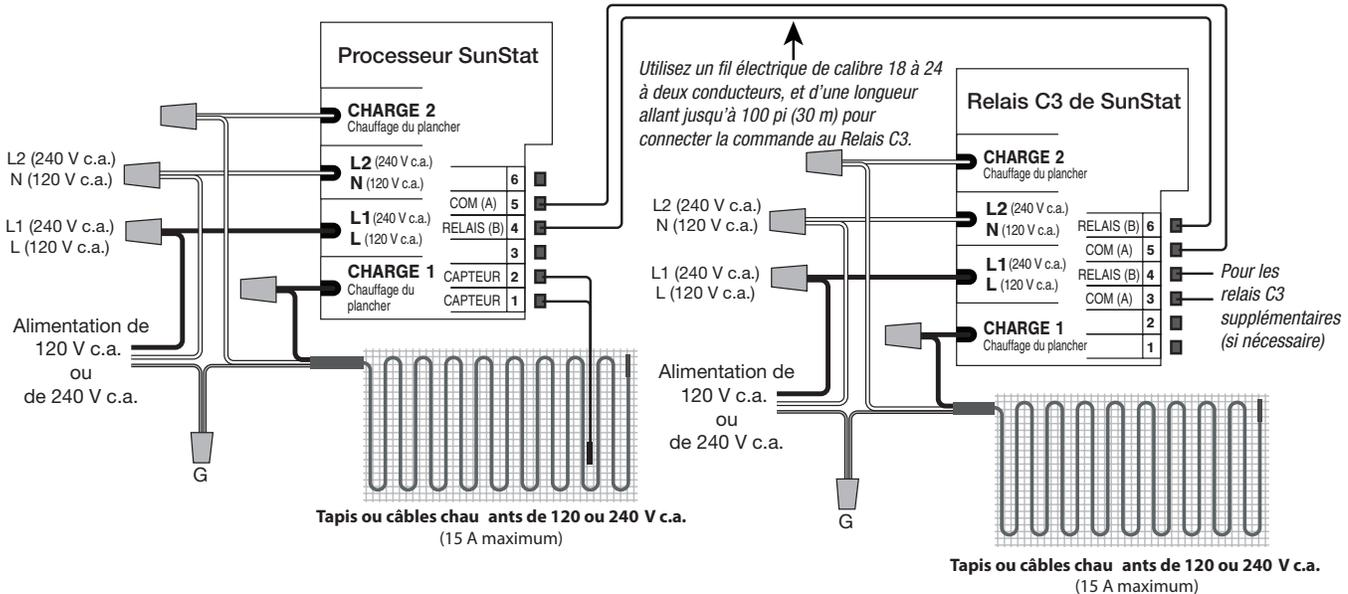 Processeur SunStat
CHARGE 2
Chauffage du plancher
L2 (240 V c.a.)
N (120 V c.a.)
L2 (240 V c.a.)
N (120 V c.a.)
L1 (240 V c.a.)
L (120 V c.a.)
L1 (240 V c.a.)
L (120 V c.a.)
CHARGE 1
Chauffage du
plancher
6
COM (A) 5
RELAIS (B) 4
3
CAPTEUR 2
CAPTEUR 1
Alimentation de
120 V c.a.
ou
de 240 V c.a.
G
Tapis ou câbles chau ants de 120 ou 240 V c.a.
(15 A maximum)
Utilisez un fil électrique de calibre 18 à 24
à deux conducteurs, et d'une longueur
allant jusqu'à 100 pi (30 m) pour
connecter la commande au Relais C3.
Relais C3 de SunStat
CHARGE 2
Chauffage du plancher
L2 (240 V c.a.)
N (120 V c.a.)
L2 (240 V c.a.)
N (120 V c.a.)
L1 (240 V c.a.)
L (120 V c.a.)
L1 (240 V c.a.)
L (120 V c.a.)
CHARGE 1
Chauffage du plancher
RELAIS (B) 6
COM (A) 5
RELAIS (B) 4
COM (A) 3
2
1
Pour les
relais C3
supplémentaires
(si nécessaire)
Alimentation de
120 V c.a.
ou
de 240 V c.a.
G
Tapis ou câbles chau ants de 120 ou 240 V c.a.
(15 A maximum)